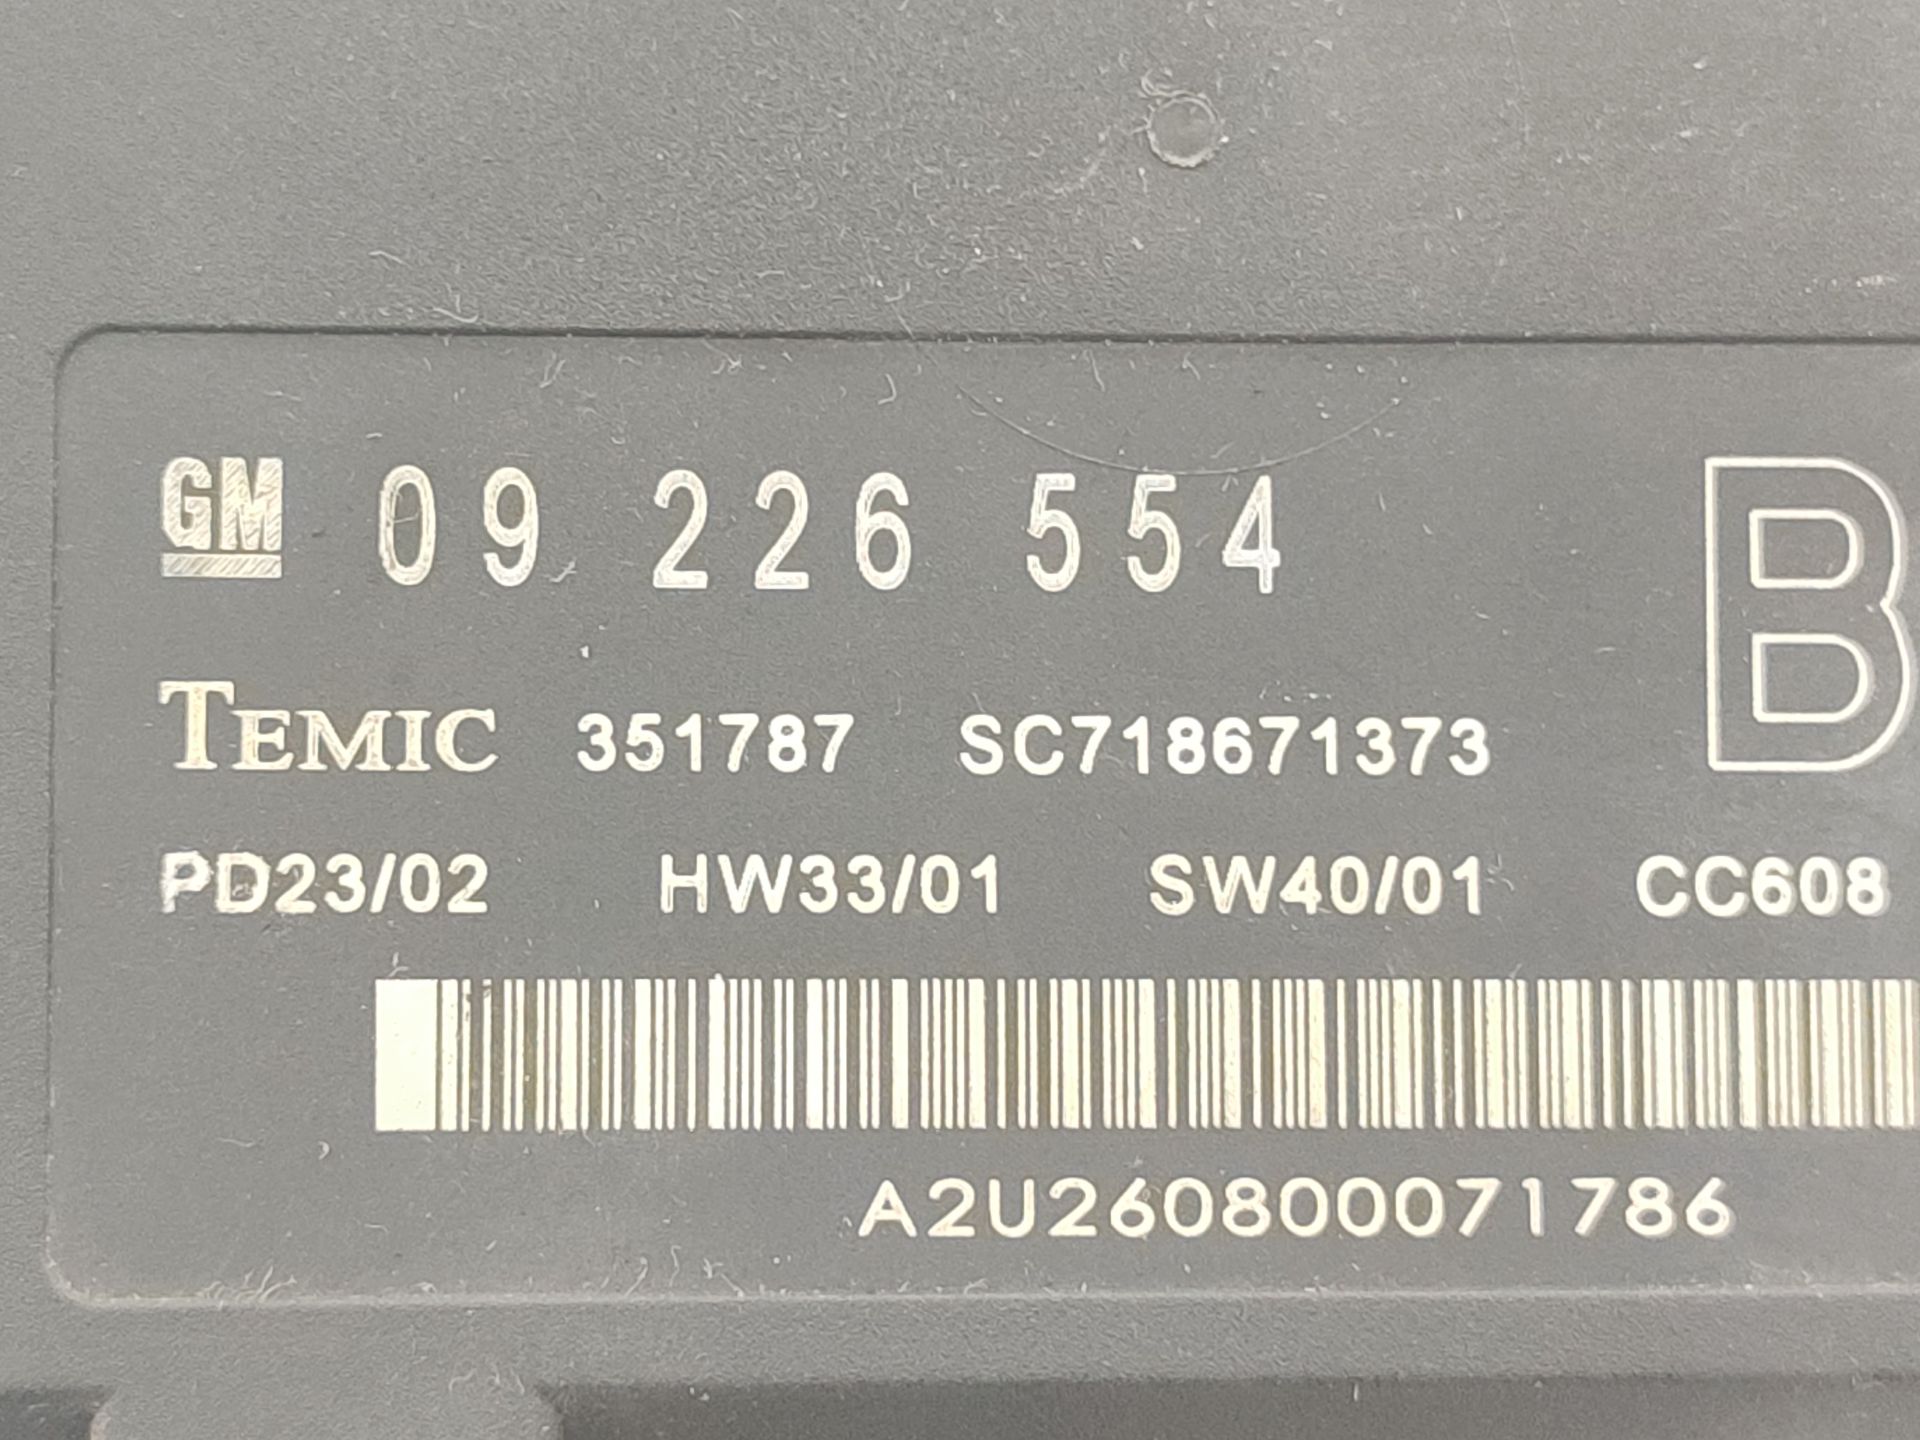 GM 09 226 554 B
TEMIC 351787 SC718671373
PD23/02 HW33/01 SW40/01 CC608
A2U260800071786